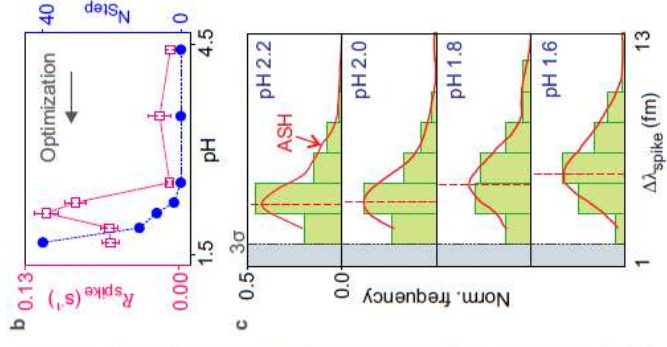 b
0.13
0.00
R_spike (s⁻¹)
40
0
N_Step
Optimization
1.5
4.5
pH
c
3σ
0.5
0.0
Norm. frequency
ASH
pH 2.2
pH 2.0
pH 1.8
pH 1.6
1
13
Δλ_spike (fm)